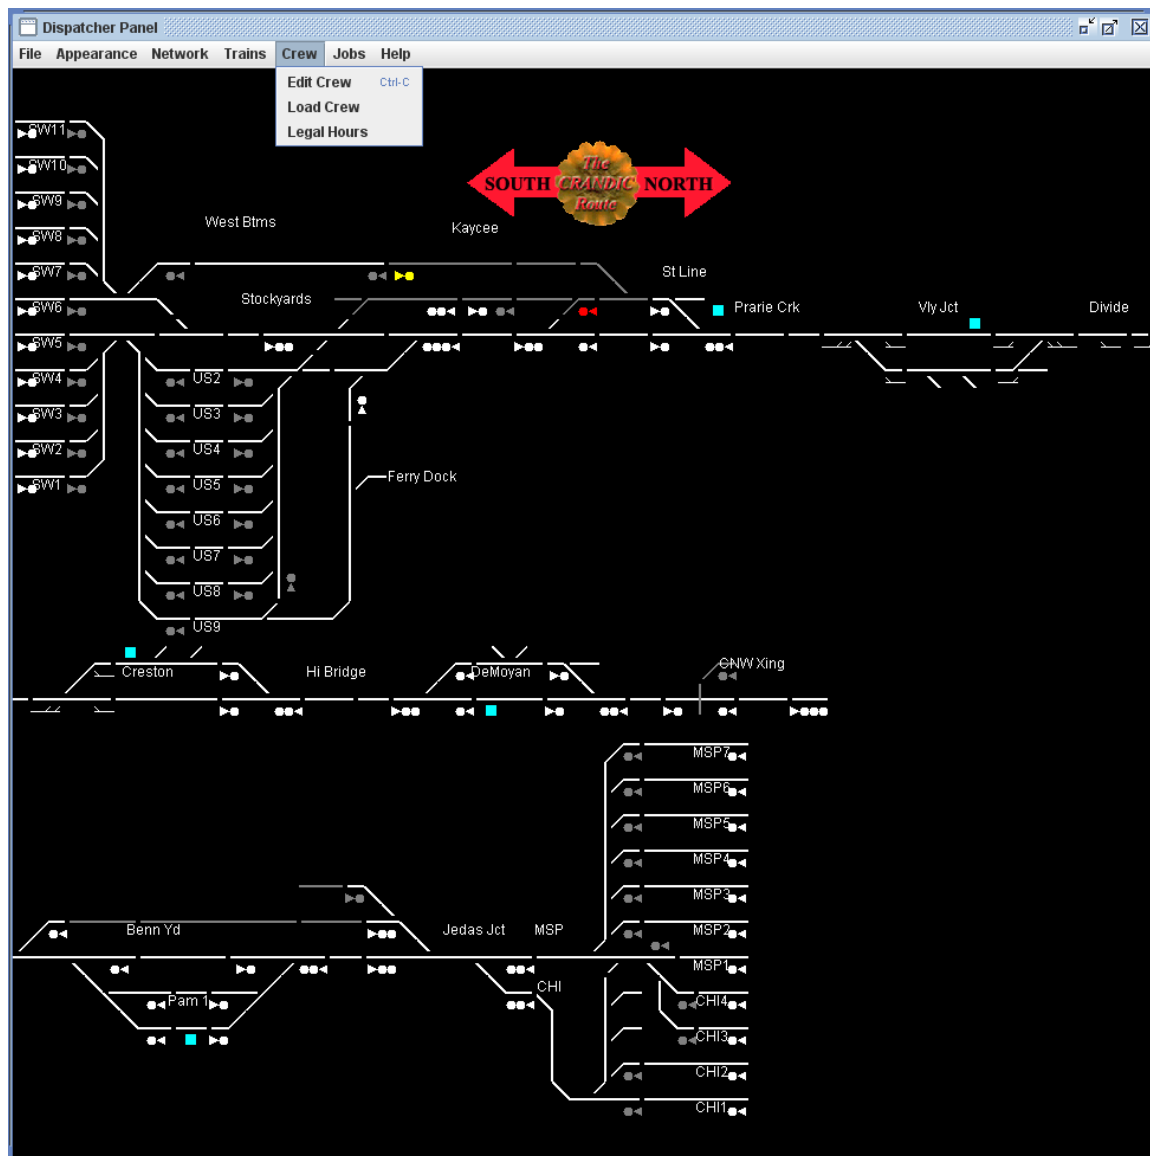 Dispatcher Panel
File Appearance Network Trains Crew Jobs Help
Edit Crew Ctrl-C
Load Crew
Legal Hours
SW11
SW10
SW9
SW8
SW7
SW6
SW5
SW4
SW3
SW2
SW1
SOUTH The CRANDIC Route NORTH
West Btms
Kaycee
St Line
Stockyards
Prarie Crk
Vly Jct
Divide
US2
US3
US4
US5
US6
US7
US8
US9
Ferry Dock
Creston
Hi Bridge
DeMoyan
CNW Xing
MSP7
MSP6
MSP5
MSP4
MSP3
MSP2
MSP1
Benn Yd
Jedas Jct
MSP
CHI
Pam 1
CHI4
CHI3
CHI2
CHI1